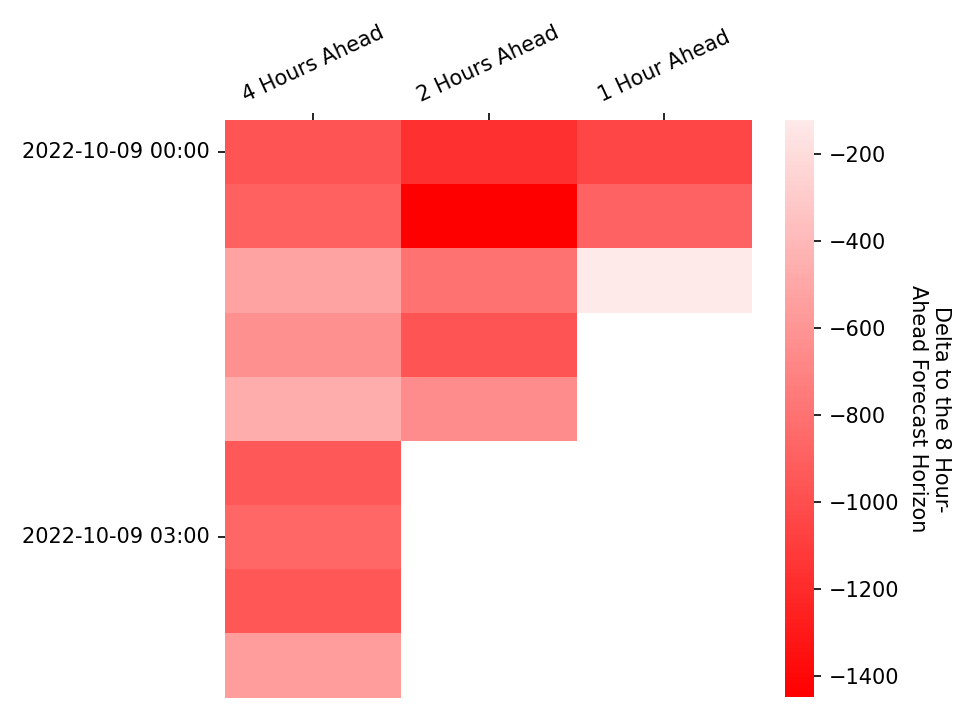 4 Hours Ahead
2 Hours Ahead
1 Hour Ahead
2022-10-09 00:00
2022-10-09 03:00
−200
−400
−600
−800
−1000
−1200
−1400
Delta to the 8 Hour-
Ahead Forecast Horizon